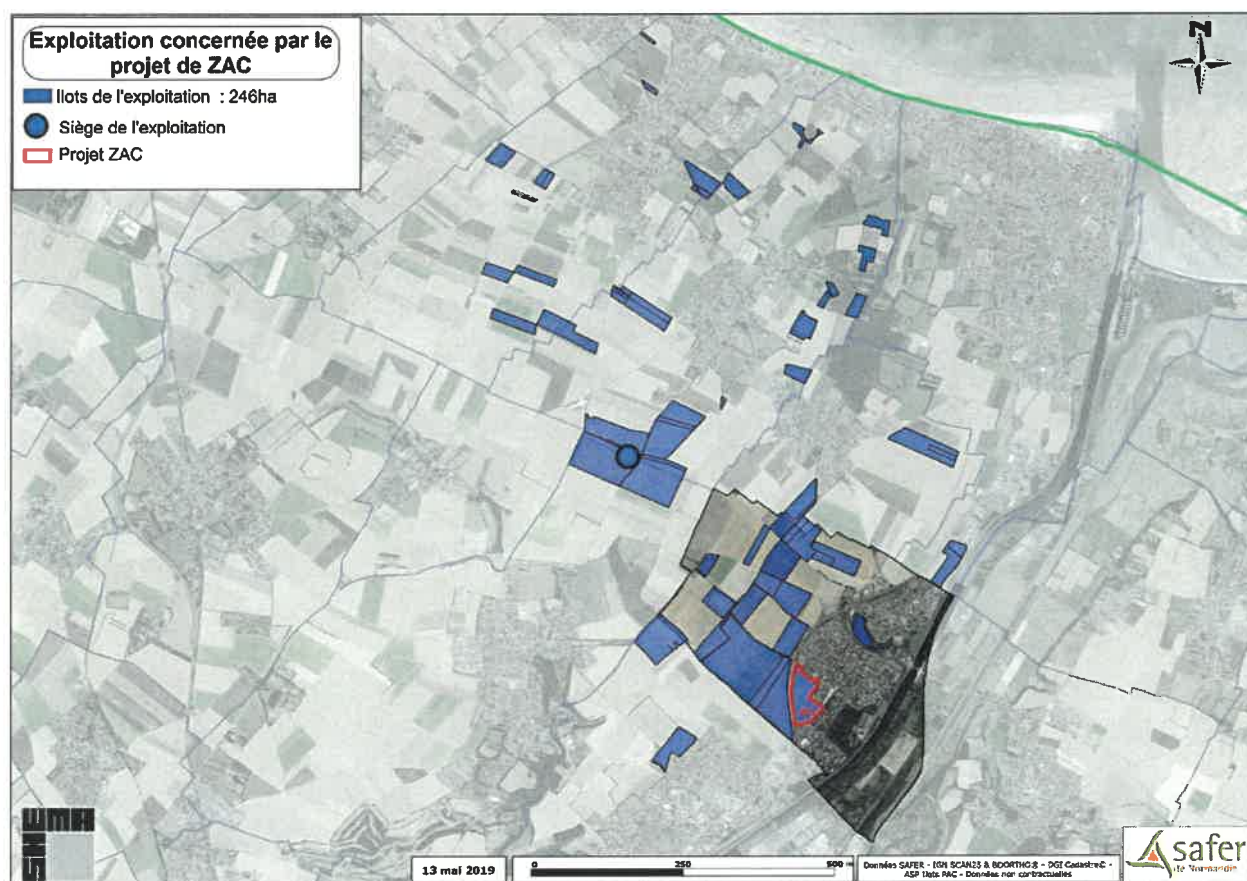 Exploitation concernée par le
projet de ZAC
Ilots de l'exploitation : 246ha
Siège de l'exploitation
Projet ZAC
N
SHEMA
13 mai 2019
0 250 500 m
Données SAFER - IGN SCAN25 & BDORTHO® - DGI Cadastre© -
ASP Ilots PAC - Données non contractuelles
safer
de Normandie